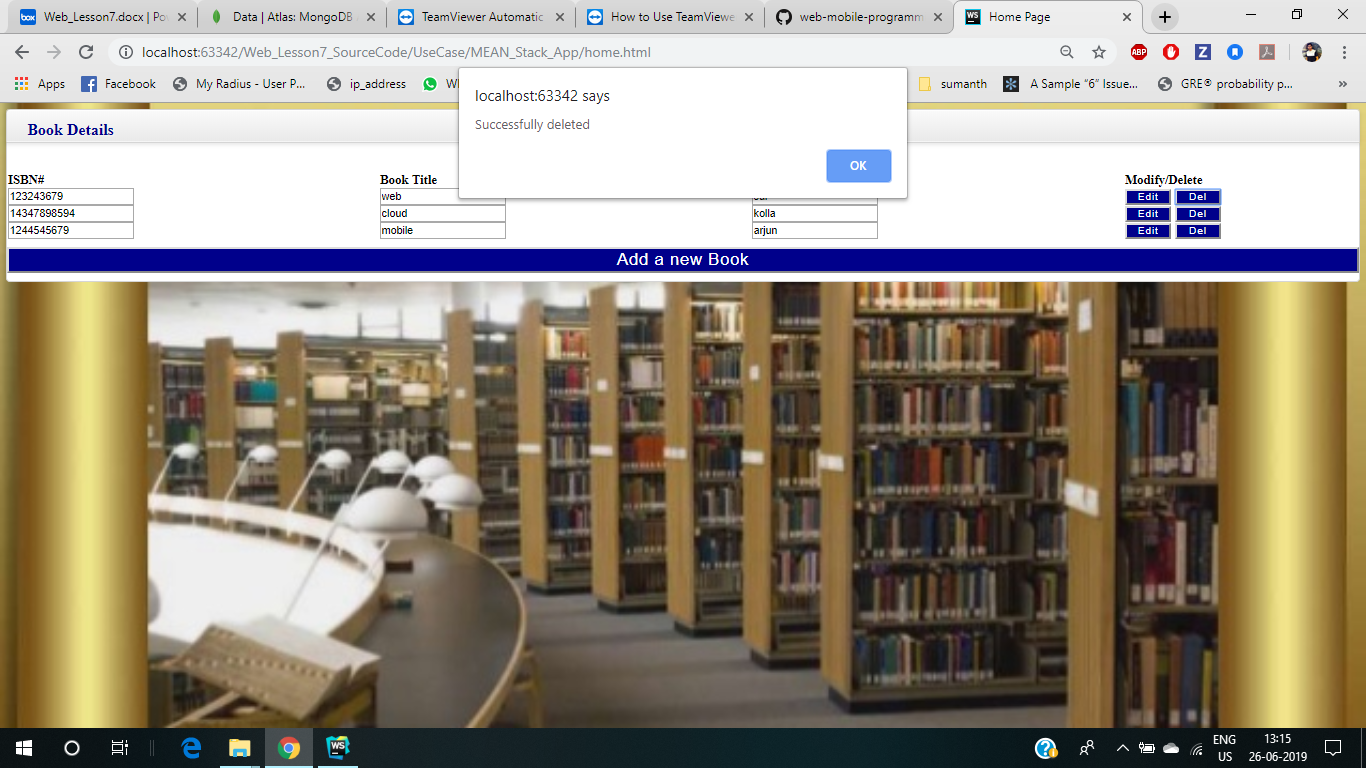 Web_Lesson7.docx | Po
Data | Atlas: MongoDB
TeamViewer Automatic
How to Use TeamViewe
web-mobile-programm
WS Home Page
localhost:63342/Web_Lesson7_SourceCode/UseCase/MEAN_Stack_App/home.html
ABP
Z
Apps
Facebook
My Radius - User P...
ip_address
sumanth
A Sample “6” Issue...
GRE® probability p...
»
localhost:63342 says
Successfully deleted
OK
Book Details
ISBN# Book Title Modify/Delete
123243679 web Edit Del
14347898594 cloud kolla Edit Del
1244545679 mobile arjun Edit Del
Add a new Book
WS
ENG
US
13:15
26-06-2019